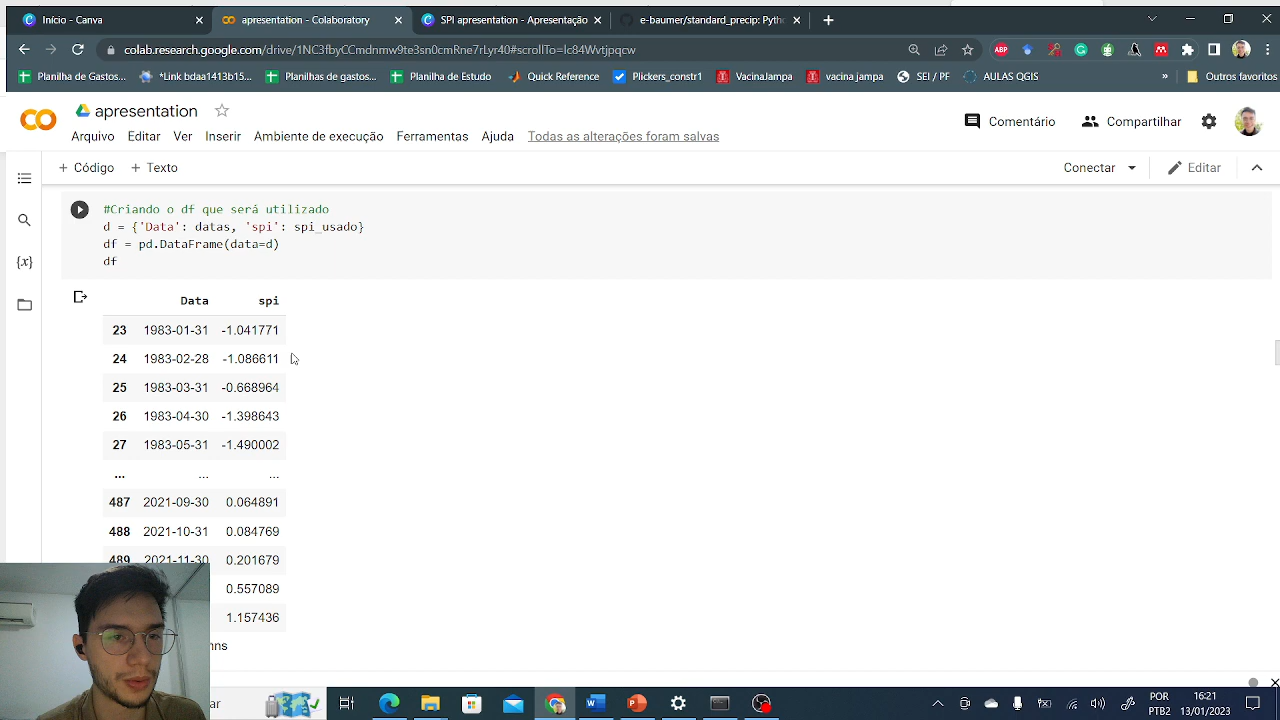 Início - Canva
apresentation - Colaboratory
SPI apresentation - Apresentação
e-baumer/standard_precip: Pyth
colab.research.google.com/drive/1NC3fbyCCmdnmw9te3sn0cmRne7rLyr40#scrollTo=lc84Wvtjpqcw
Planilha de Gastos...
*Link bdaa1413b15...
Planilhas de gastos...
Planilha de Estudo
Quick Reference
Plickers_constr1
VacinaJampa
vacina jampa
SEI / PF
AULAS QGIS
»
Outros favoritos
apresentation
Arquivo Editar Ver Inserir Ambiente de execução Ferramentas Ajuda Todas as alterações foram salvas
Comentário
Compartilhar
+ Código + Texto
Conectar
Editar
#Criando o df que será utilizado
d = {'Data': datas, 'spi': spi_usado}
df = pd.DataFrame(data=d)
df
Data spi
23 1983-01-31 -1.041771
24 1983-02-28 -1.086611
25 1983-03-31 -0.668964
26 1983-04-30 -1.398643
27 1983-05-31 -1.490002
... ... ...
487 2021-09-30 0.064891
488 2021-10-31 0.084769
489 2021-11-30 0.201679
0.557089
1.157436
mns
ar
POR
PTB2
16:21
13/01/2023